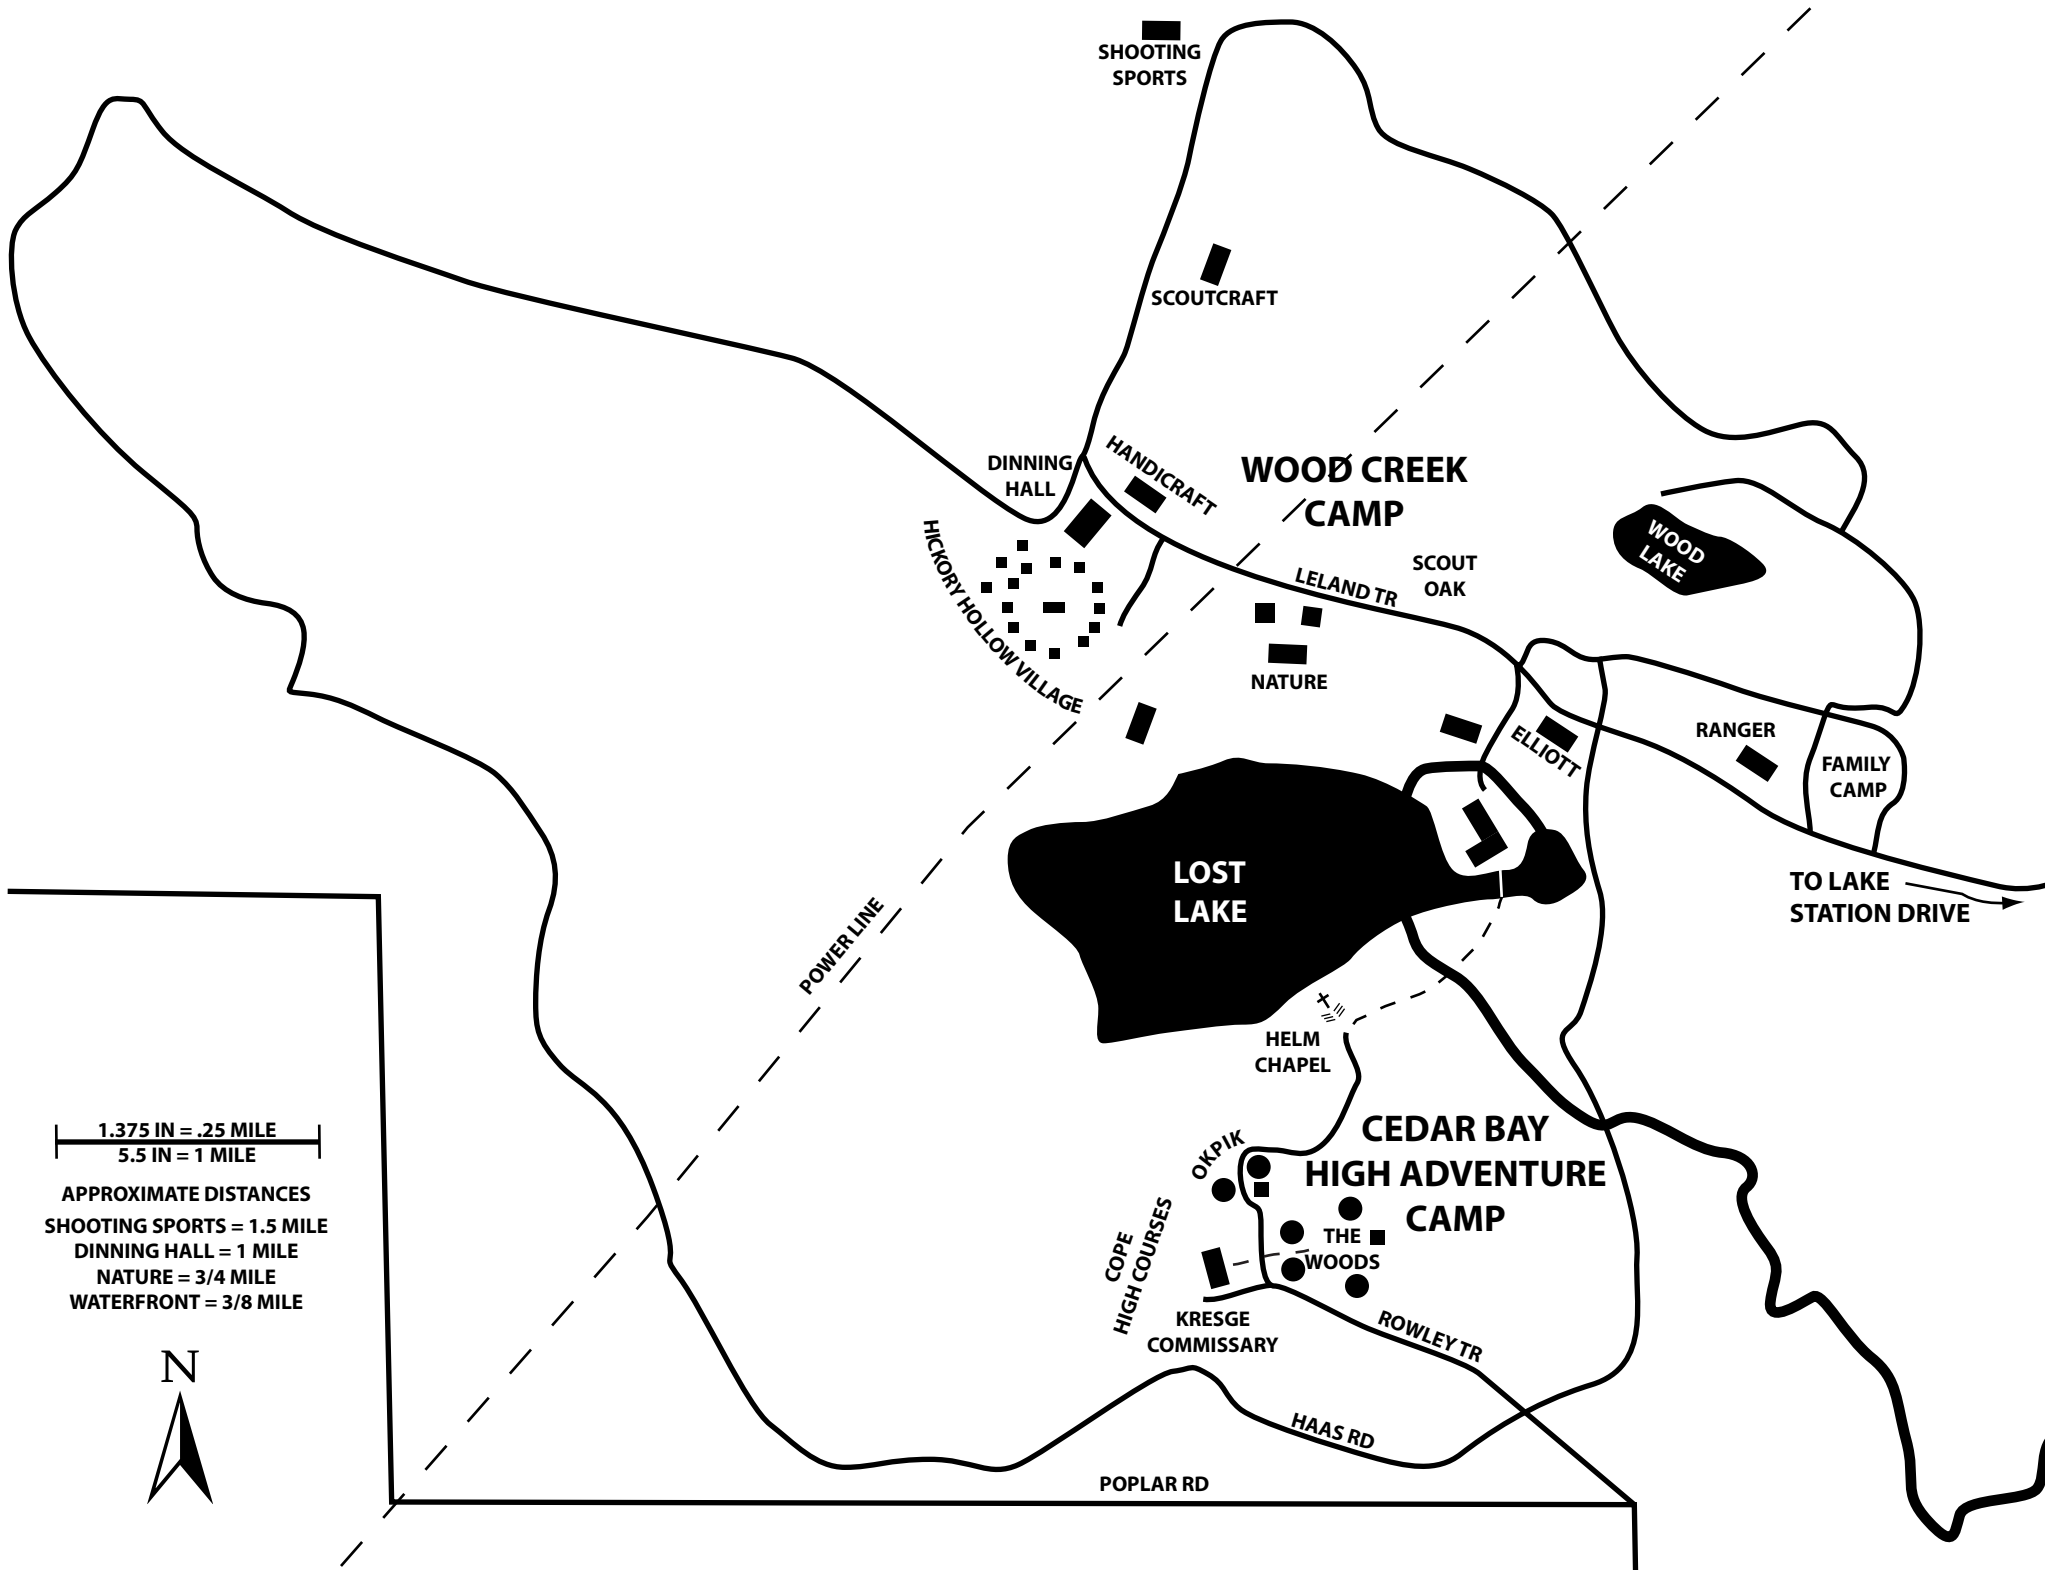 SHOOTING
SPORTS
SCOUTCRAFT
DINNING
HALL
HANDICRAFT
WOOD CREEK
CAMP
HICKORY HOLLOW VILLAGE
LELAND TR
SCOUT
OAK
WOOD
LAKE
NATURE
ELLIOTT
RANGER
FAMILY
CAMP
LOST
LAKE
TO LAKE
STATION DRIVE
POWER LINE
HELM
CHAPEL
CEDAR BAY
HIGH ADVENTURE
CAMP
OKPIK
COPE
HIGH COURSES
THE
WOODS
KRESGE
COMMISSARY
ROWLEY TR
HAAS RD
POPLAR RD
1.375 IN = .25 MILE
5.5 IN = 1 MILE
APPROXIMATE DISTANCES
SHOOTING SPORTS = 1.5 MILE
DINNING HALL = 1 MILE
NATURE = 3/4 MILE
WATERFRONT = 3/8 MILE
N